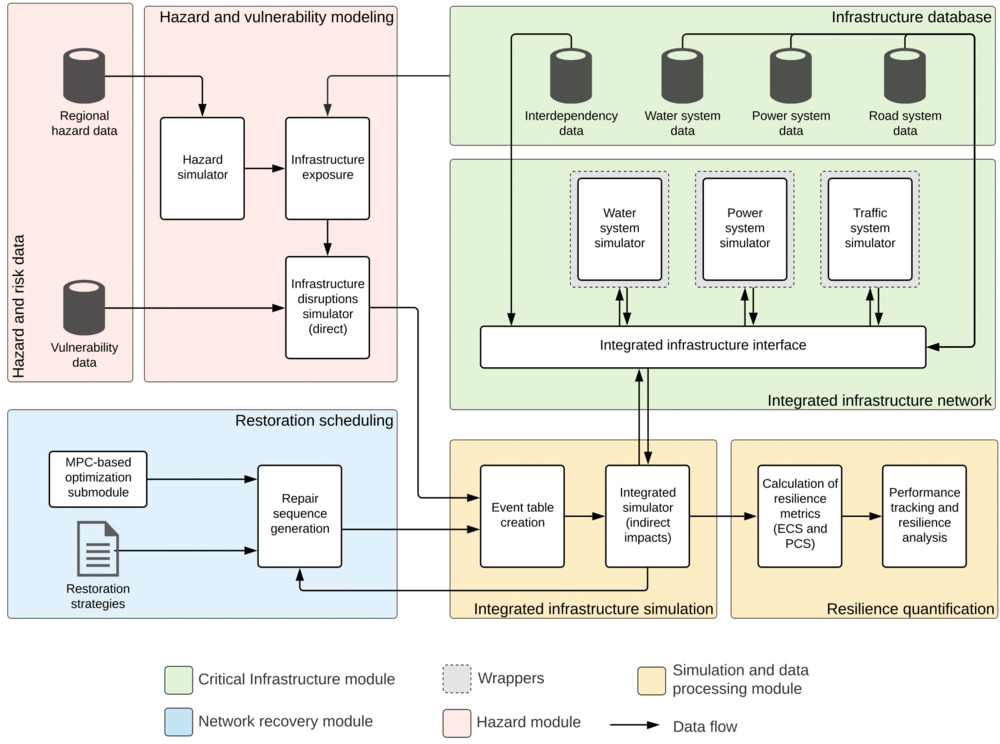 Hazard and risk data
Regional
hazard data
Vulnerability
data
Hazard and vulnerability modeling
Hazard
simulator
Infrastructure
exposure
Infrastructure
disruptions
simulator
(direct)
Infrastructure database
Interdependency
data
Water system
data
Power system
data
Road system
data
Water
system
simulator
Power
system
simulator
Traffic
system
simulator
Integrated infrastructure interface
Integrated infrastructure network
Restoration scheduling
MPC-based
optimization
submodule
Restoration
strategies
Repair
sequence
generation
Event table
creation
Integrated
simulator
(indirect
impacts)
Integrated infrastructure simulation
Calculation of
resilience
metrics
(ECS and
PCS)
Performance
tracking and
resilience
analysis
Resilience quantification
Critical Infrastructure module
Wrappers
Simulation and data
processing module
Network recovery module
Hazard module
Data flow